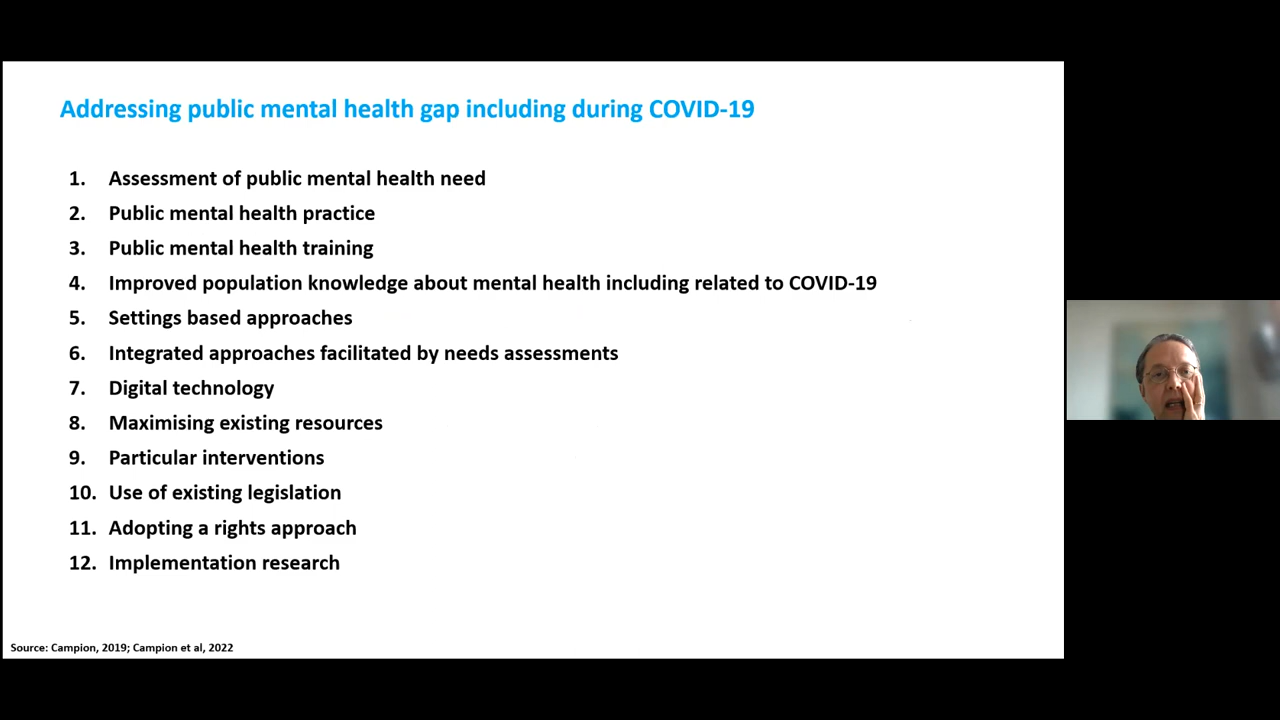 Addressing public mental health gap including during COVID-19
1. Assessment of public mental health need
2. Public mental health practice
3. Public mental health training
4. Improved population knowledge about mental health including related to COVID-19
5. Settings based approaches
6. Integrated approaches facilitated by needs assessments
7. Digital technology
8. Maximising existing resources
9. Particular interventions
10. Use of existing legislation
11. Adopting a rights approach
12. Implementation research
Source: Campion, 2019; Campion et al, 2022